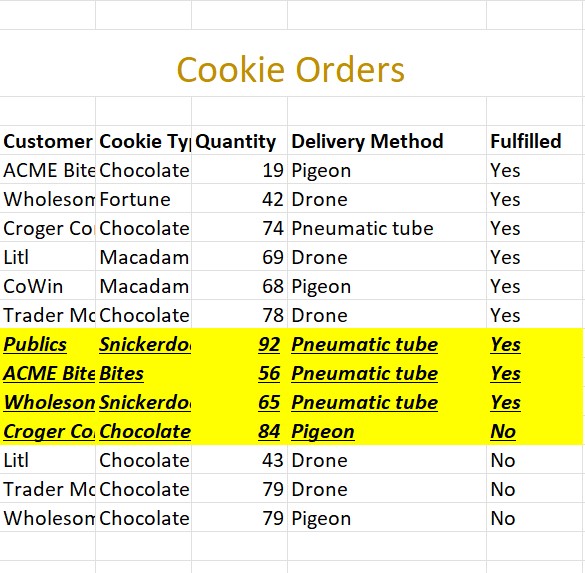 Cookie Orders
Customer Cookie Ty Quantity Delivery Method Fulfilled
ACME Bite Chocolate 19 Pigeon Yes
Wholesom Fortune 42 Drone Yes
Croger Co Chocolate 74 Pneumatic tube Yes
Litl Macadam 69 Drone Yes
CoWin Macadam 68 Pigeon Yes
Trader Mc Chocolate 78 Drone Yes
Publics Snickerdo 92 Pneumatic tube Yes
ACME Bite Bites 56 Pneumatic tube Yes
Wholesom Snickerdo 65 Pneumatic tube Yes
Croger Co Chocolate 84 Pigeon No
Litl Chocolate 43 Drone No
Trader Mc Chocolate 79 Drone No
Wholesom Chocolate 79 Pigeon No